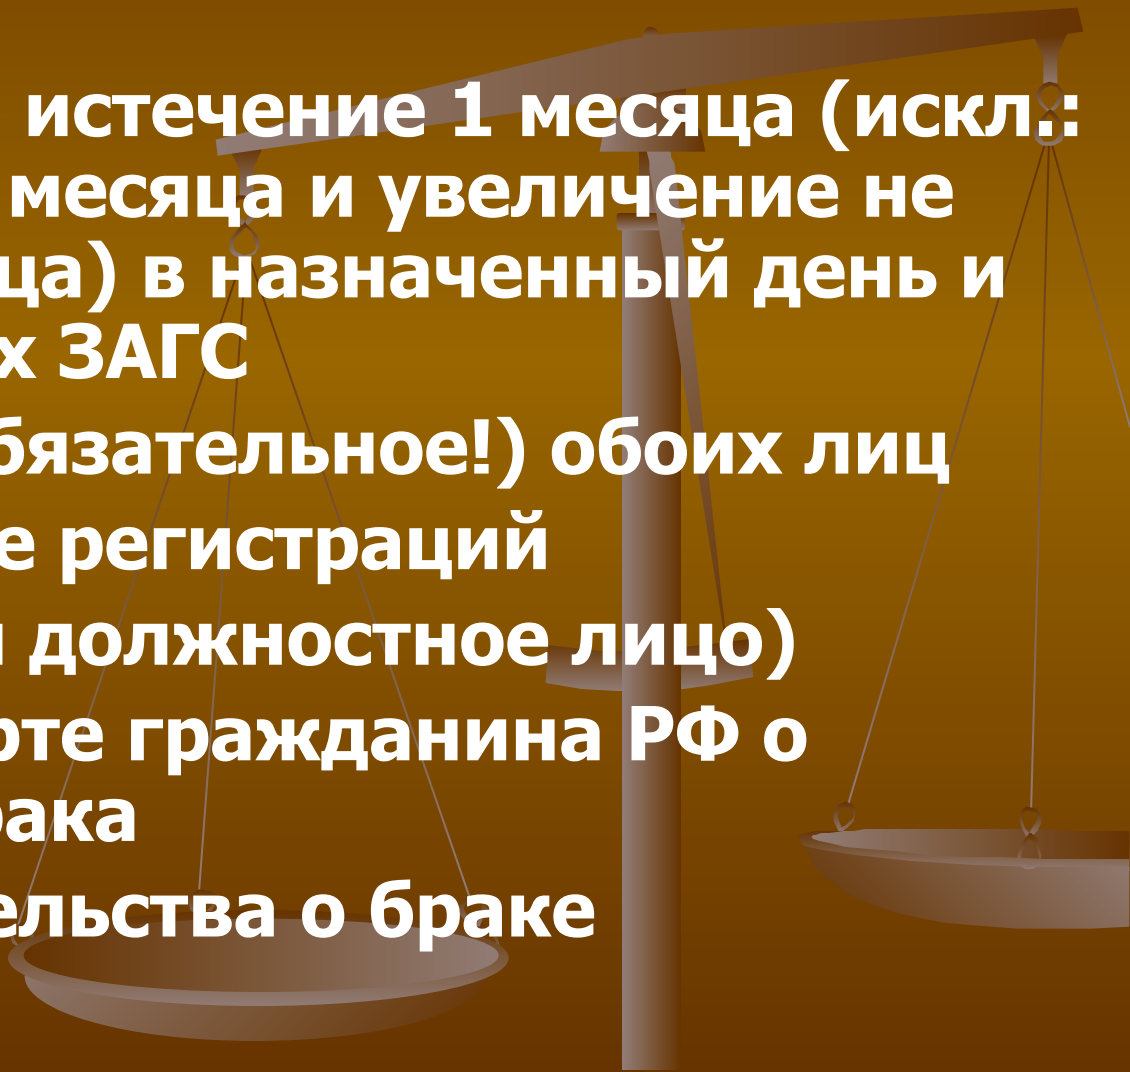 истечение 1 месяца (искл.:
месяца и увеличение не
ца) в назначенный день и
х ЗАГС
бязательное!) обоих лиц
е регистраций
должностное лицо)
рте гражданина РФ о
рака
ельства о браке